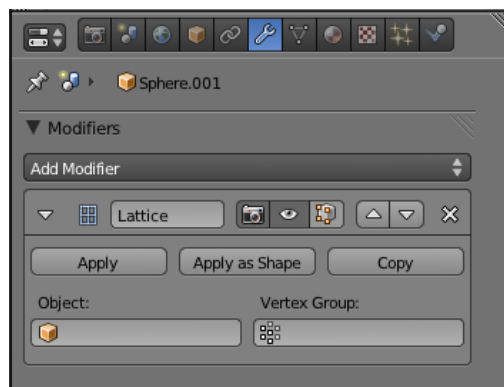 Sphere.001
Modifiers
Add Modifier
Lattice
Apply Apply as Shape Copy
Object: Vertex Group: